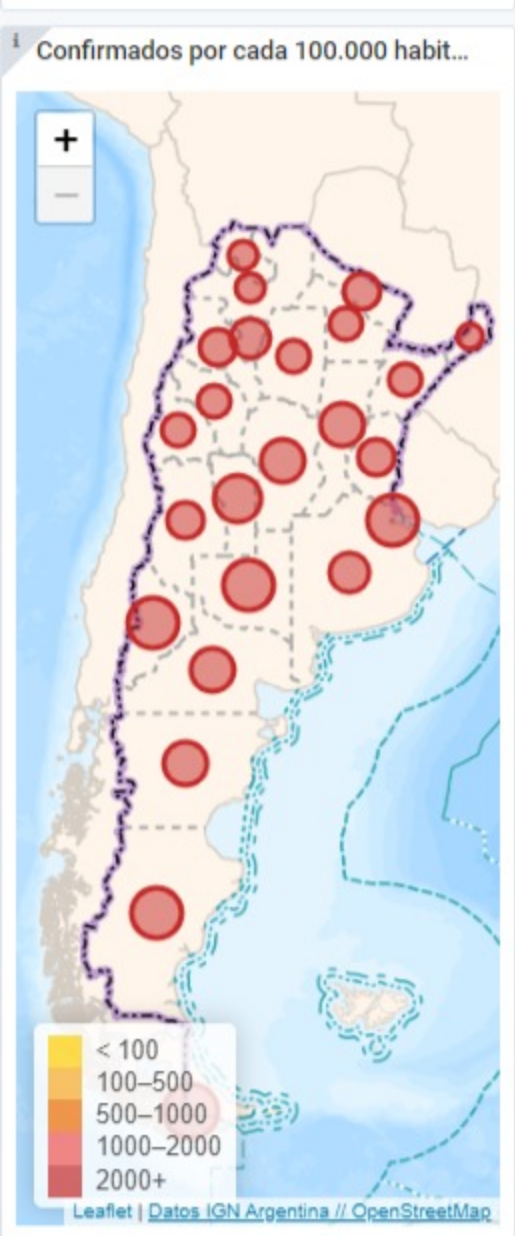 i
Confirmados por cada 100.000 habit...
+
−
< 100
100–500
500–1000
1000–2000
2000+
Leaflet | Datos IGN Argentina // OpenStreetMap